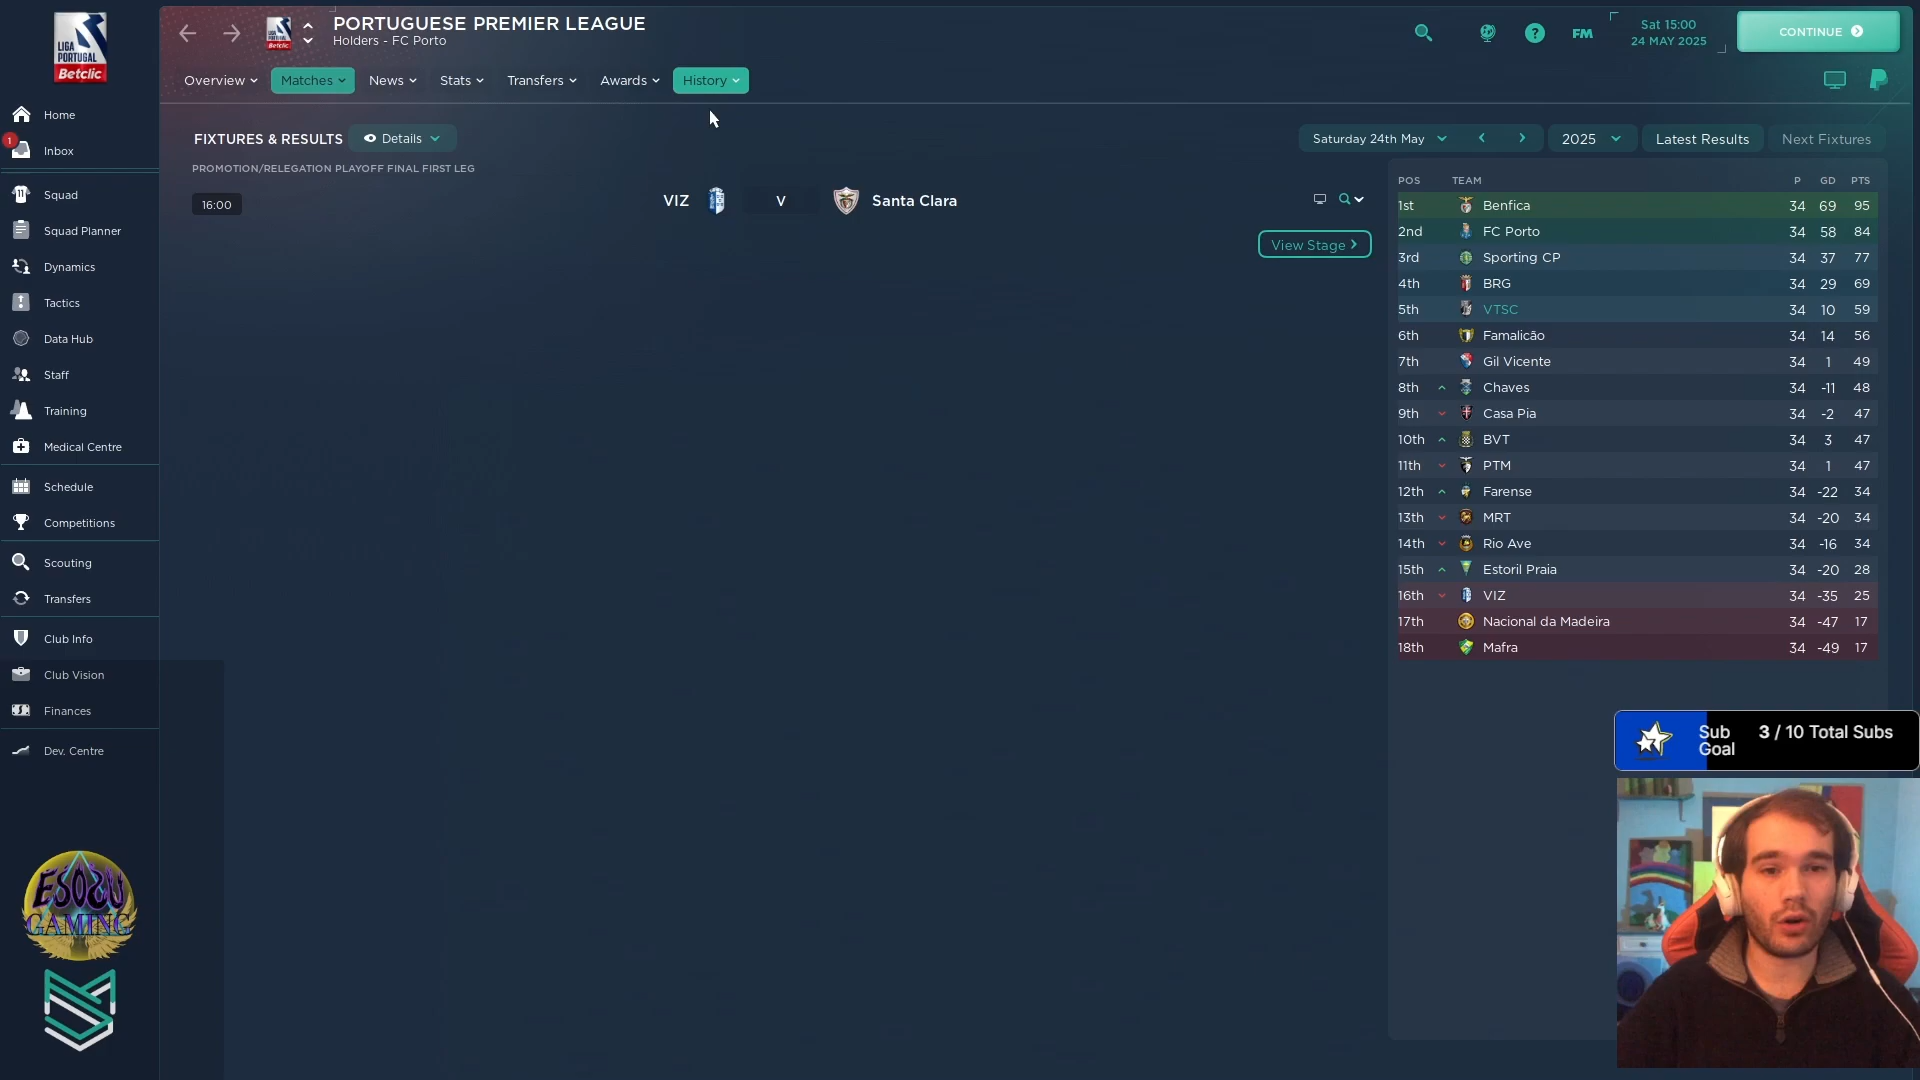 PORTUGUESE PREMIER LEAGUE
Holders - FC Porto
LIGA
PORTUGAL
Betclic
FM
Sat 15:00
24 MAY 2025
CONTINUE
Overview
Matches
News
Stats
Transfers
Awards
History
Home
1
Inbox
Squad
Squad Planner
Dynamics
Tactics
Data Hub
Staff
Training
Medical Centre
Schedule
Competitions
Scouting
Transfers
Club Info
Club Vision
Finances
Dev. Centre
ESOZU
GAMING
FIXTURES & RESULTS
Details
PROMOTION/RELEGATION PLAYOFF FINAL FIRST LEG
16:00 VIZ V Santa Clara
View Stage
Saturday 24th May
2025
Latest Results
Next Fixtures
POS TEAM P GD PTS
1st Benfica 34 69 95
2nd FC Porto 34 58 84
3rd Sporting CP 34 37 77
4th BRG 34 29 69
5th VTSC 34 10 59
6th Famalicão 34 14 56
7th Gil Vicente 34 1 49
8th Chaves 34 -11 48
9th Casa Pia 34 -2 47
10th BVT 34 3 47
11th PTM 34 1 47
12th Farense 34 -22 34
13th MRT 34 -20 34
14th Rio Ave 34 -16 34
15th Estoril Praia 34 -20 28
16th VIZ 34 -35 25
17th Nacional da Madeira 34 -47 17
18th Mafra 34 -49 17
Sub Goal
3 / 10 Total Subs